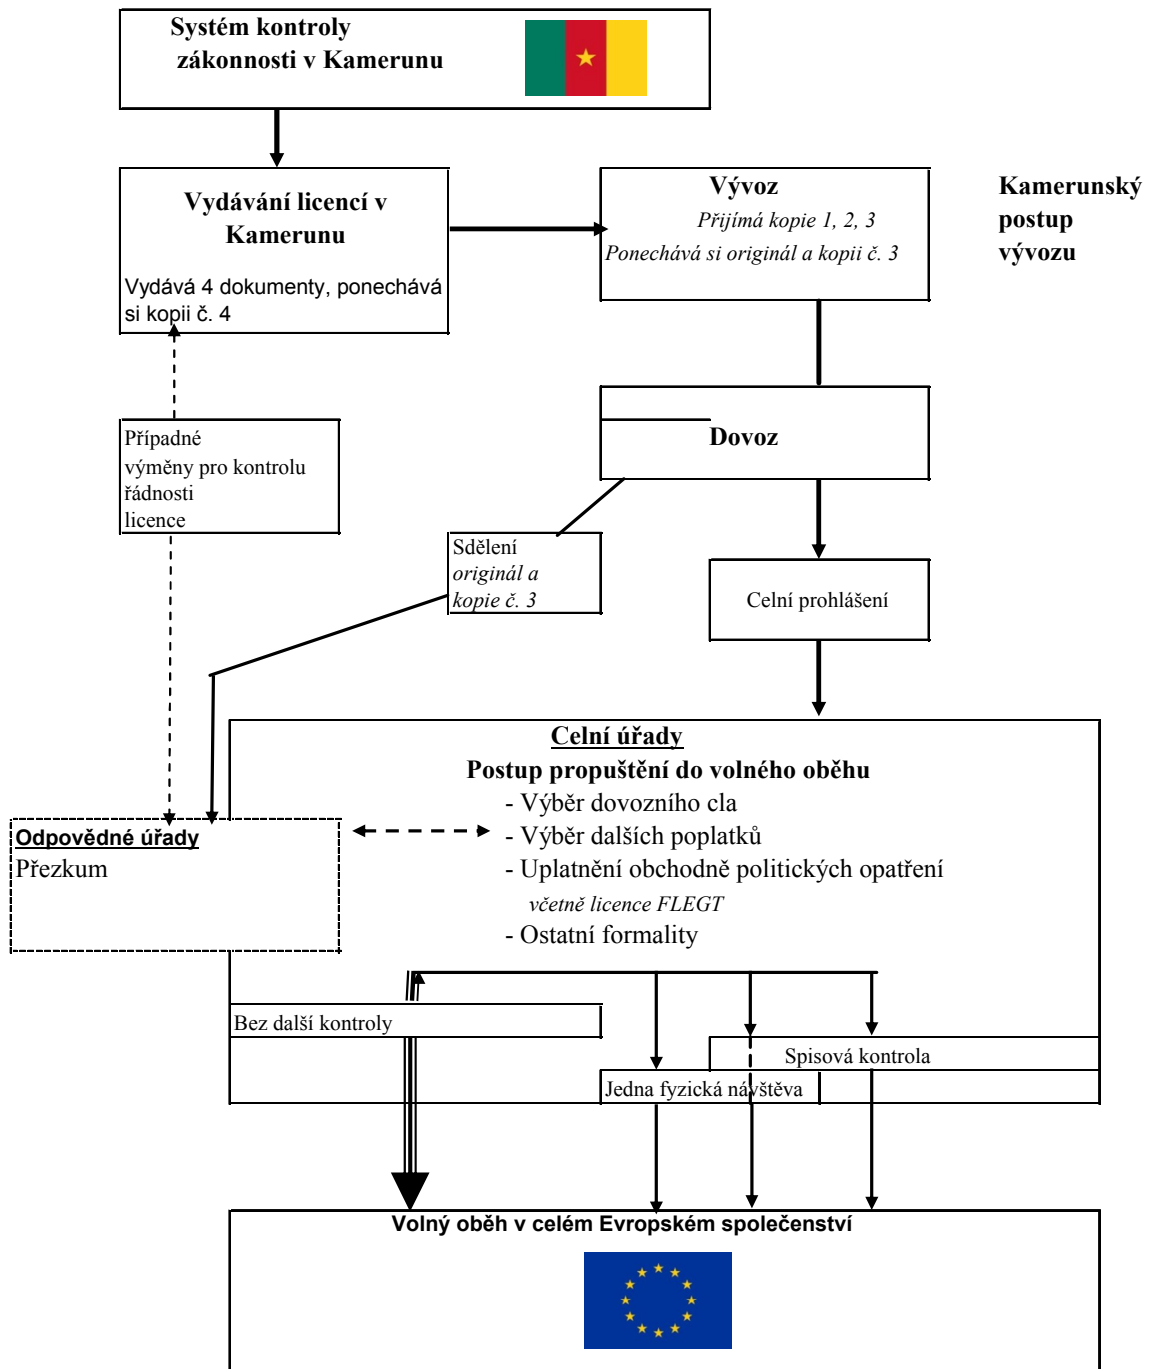 Systém kontroly
zákonnosti v Kamerunu
Vydávání licencí v
Kamerunu
Vydává 4 dokumenty, ponechává
si kopii č. 4
Vývoz
Přijímá kopie 1, 2, 3
Ponechává si originál a kopii č. 3
Kamerunský
postup
vývozu
Dovoz
Případné
výměny pro kontrolu
řádnosti
licence
Sdělení
originál a
kopie č. 3
Celní prohlášení
Celní úřady
Postup propuštění do volného oběhu
- Výběr dovozního cla
- Výběr dalších poplatků
- Uplatnění obchodně politických opatření
včetně licence FLEGT
- Ostatní formality
Odpovědné úřady
Přezkum
Bez další kontroly
Spisová kontrola
Jedna fyzická návštěva
Volný oběh v celém Evropském společenství